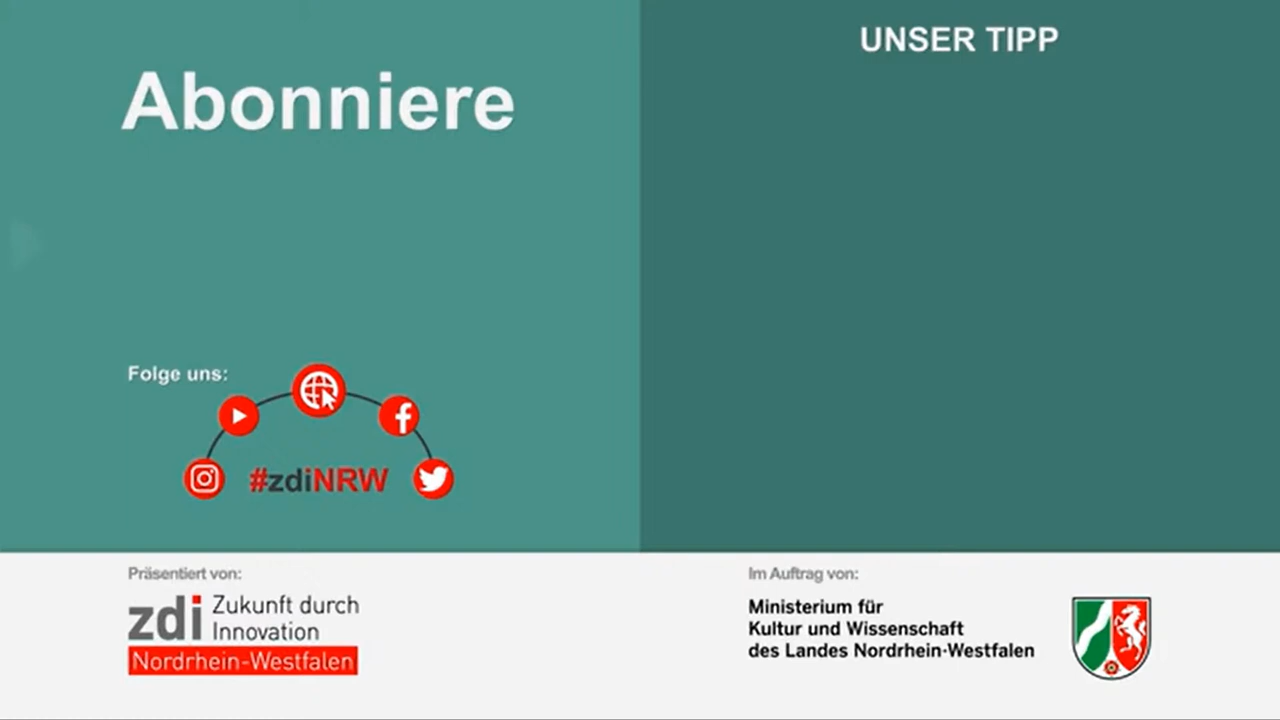 Abonniere
UNSER TIPP
Folge uns:
#zdiNRW
Präsentiert von:
zdi Zukunft durch
Innovation
Nordrhein-Westfalen
Im Auftrag von:
Ministerium für
Kultur und Wissenschaft
des Landes Nordrhein-Westfalen